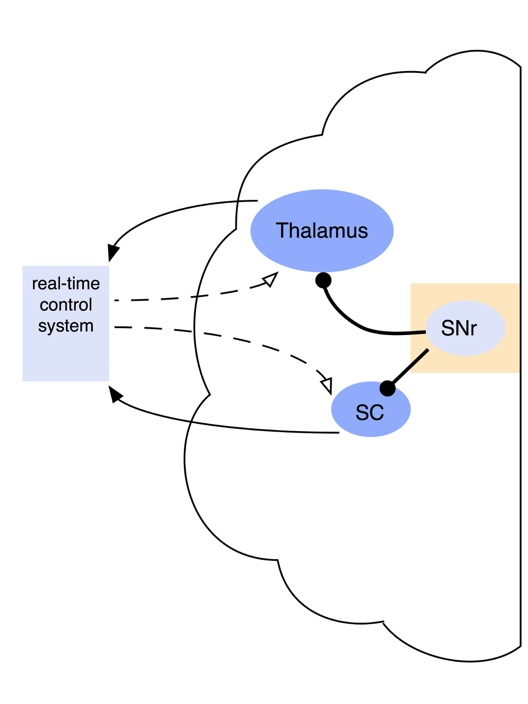 Thalamus
real-time
control
system
SNr
SC